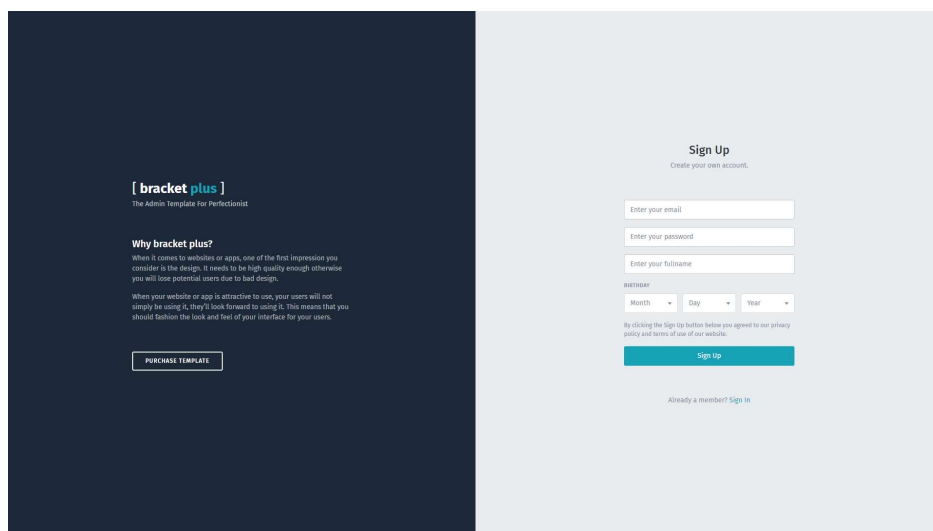 [ bracket plus ]
The Admin Template For Perfectionist
Why bracket plus?
When it comes to websites or apps, one of the first impression you
consider is the design. It needs to be high quality enough otherwise
you will lose potential users due to bad design.
When your website or app is attractive to use, your users will not
simply be using it, they'll look forward to using it. This means that you
should fashion the look and feel of your interface for your users.
PURCHASE TEMPLATE
Sign Up
Create your own account.
Enter your email
Enter your password
Enter your fullname
BIRTHDAY
Month Day Year
By clicking the Sign Up button below you agreed to our privacy
policy and terms of use of our website.
Sign Up
Already a member? Sign In